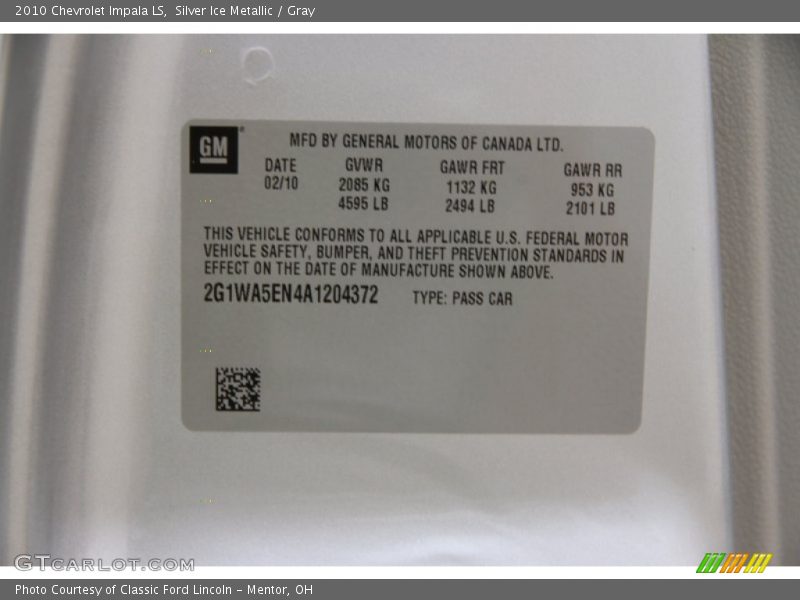 2010 Chevrolet Impala LS, Silver Ice Metallic / Gray
GM
MFD BY GENERAL MOTORS OF CANADA LTD.
DATE GVWR GAWR FRT GAWR RR
02/10 2085 KG 1132 KG 953 KG
4595 LB 2494 LB 2101 LB
THIS VEHICLE CONFORMS TO ALL APPLICABLE U.S. FEDERAL MOTOR
VEHICLE SAFETY, BUMPER, AND THEFT PREVENTION STANDARDS IN
EFFECT ON THE DATE OF MANUFACTURE SHOWN ABOVE.
2G1WA5EN4A1204372 TYPE: PASS CAR
GTCARLOT.COM
Photo Courtesy of Classic Ford Lincoln - Mentor, OH